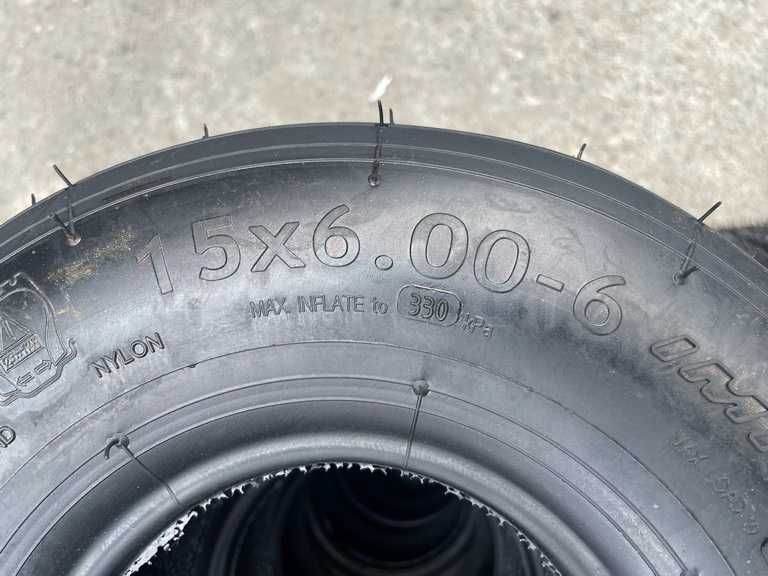 15x6.00-6
MAX. INFLATE to 330 kPa
NYLON